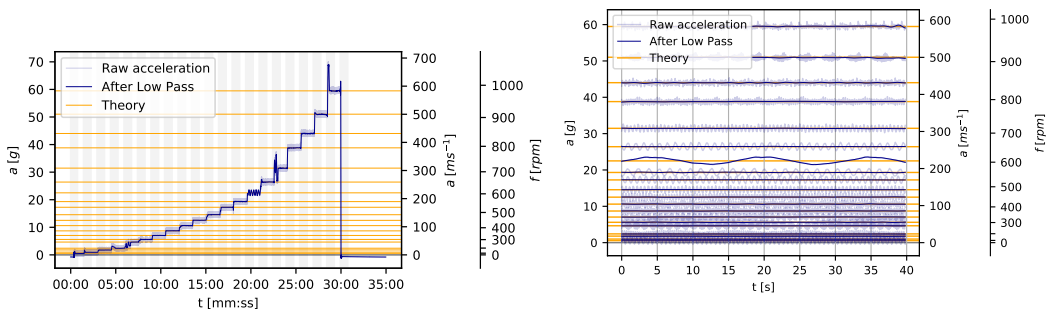 Raw acceleration
After Low Pass
Theory
70
60
50
40
30
20
10
0
a [g]
00:00 05:00 10:00 15:00 20:00 25:00 30:00 35:00
t [mm:ss]
700
600
500
400
300
200
100
0
a [ms⁻¹]
1000
900
800
700
600
500
400
300
f [rpm]
Raw acceleration
After Low Pass
Theory
60
50
40
30
20
10
0
a [g]
0 5 10 15 20 25 30 35 40
t [s]
600
500
400
300
200
100
0
a [ms⁻¹]
1000
900
800
700
600
500
400
300
f [rpm]